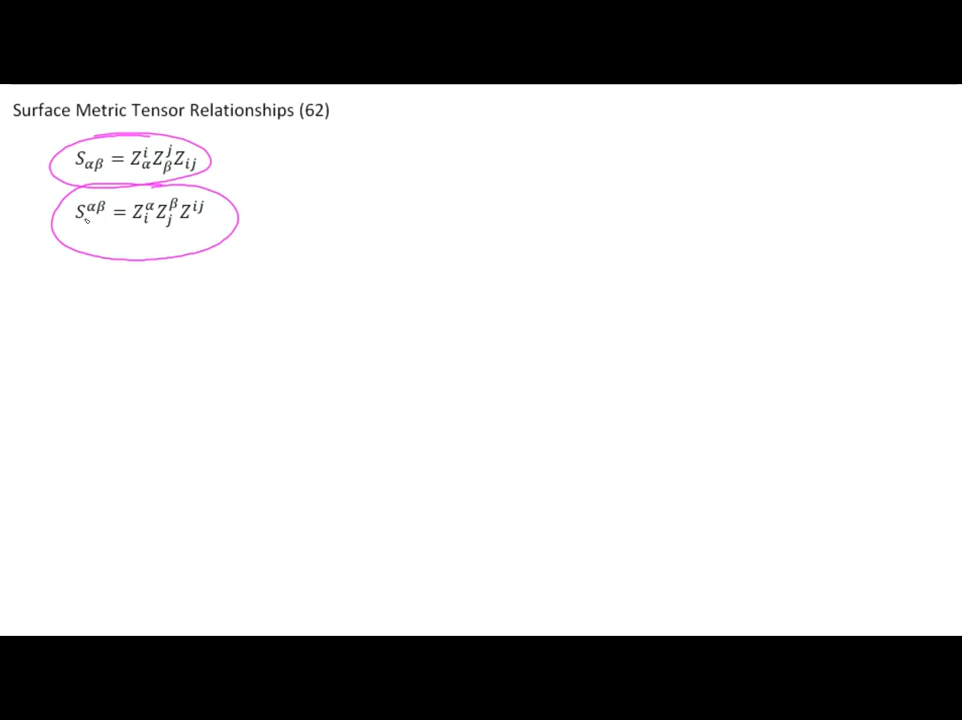 Surface Metric Tensor Relationships (62)
S_{αβ} = Z^i_α Z^j_β Z_{ij}
S^{αβ} = Z^α_i Z^β_j Z^{ij}